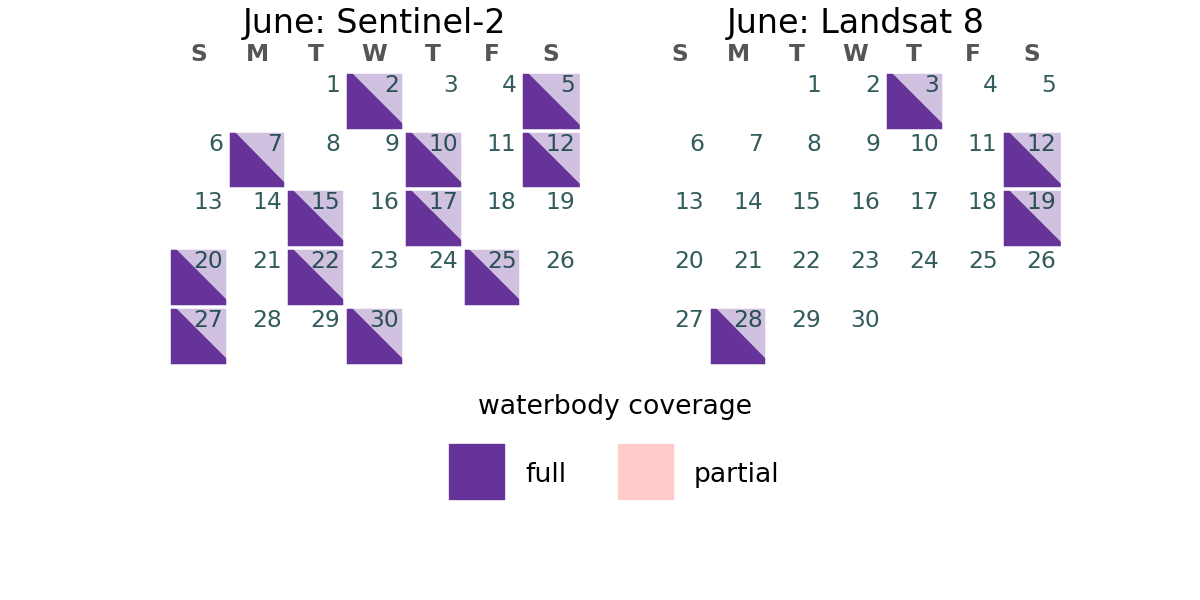 June: Sentinel-2
S M T W T F S
1 2 3 4 5
6 7 8 9 10 11 12
13 14 15 16 17 18 19
20 21 22 23 24 25 26
27 28 29 30
June: Landsat 8
S M T W T F S
1 2 3 4 5
6 7 8 9 10 11 12
13 14 15 16 17 18 19
20 21 22 23 24 25 26
27 28 29 30
waterbody coverage
full partial